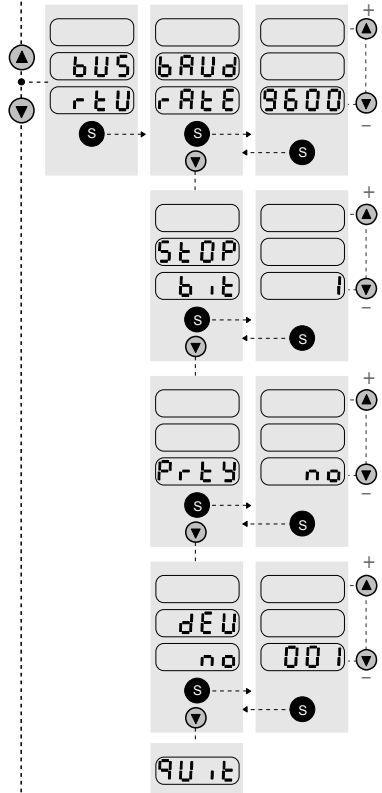 +
bUS bAUd
rtU rAtE 9600
S S
S
−
+
StOP
bit 1
S
S
−
+
Prty no
S
S
−
+
dEU
no 001
S
S
−
qUit